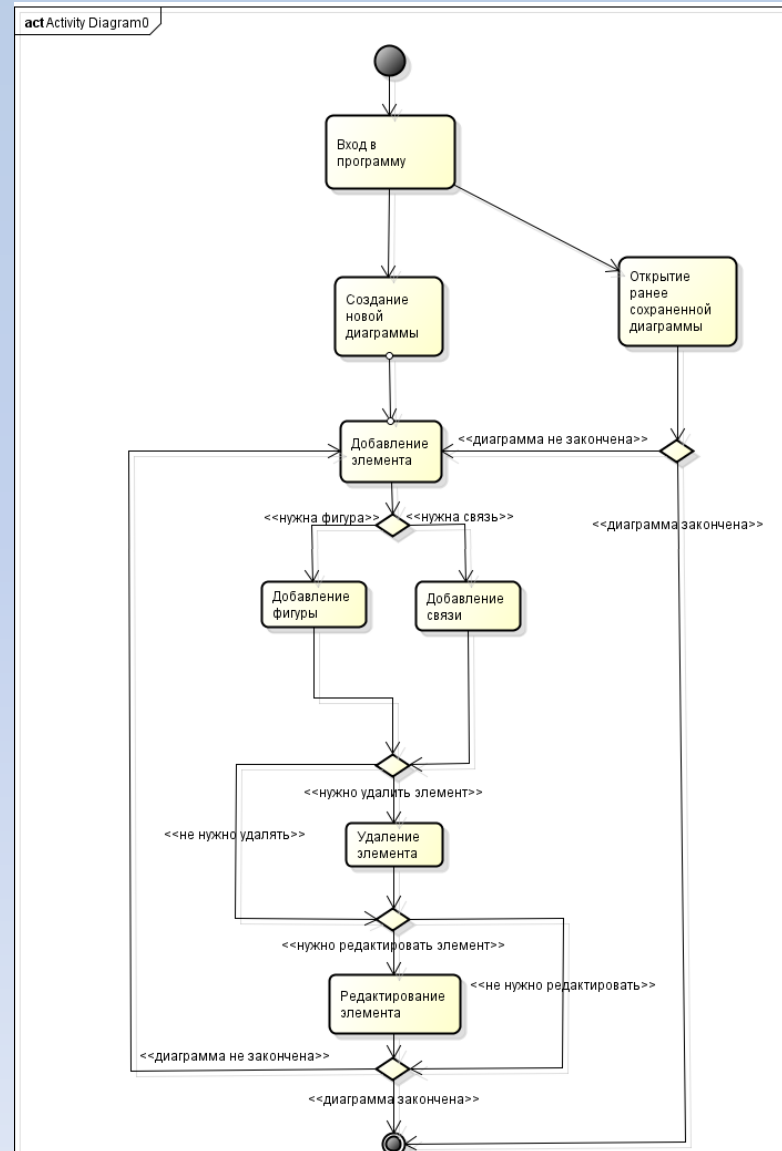 act Activity Diagram0
Вход в
программу
Создание
новой
диаграммы
Открытие
ранее
сохраненной
диаграммы
Добавление
элемента
<<диаграмма не закончена>>
<<нужна фигура>>
<<нужна связь>>
<<диаграмма закончена>>
Добавление
фигуры
Добавление
связи
<<нужно удалить элемент>>
<<не нужно удалять>>
Удаление
элемента
<<нужно редактировать элемент>>
<<не нужно редактировать>>
Редактирование
элемента
<<диаграмма не закончена>>
<<диаграмма закончена>>